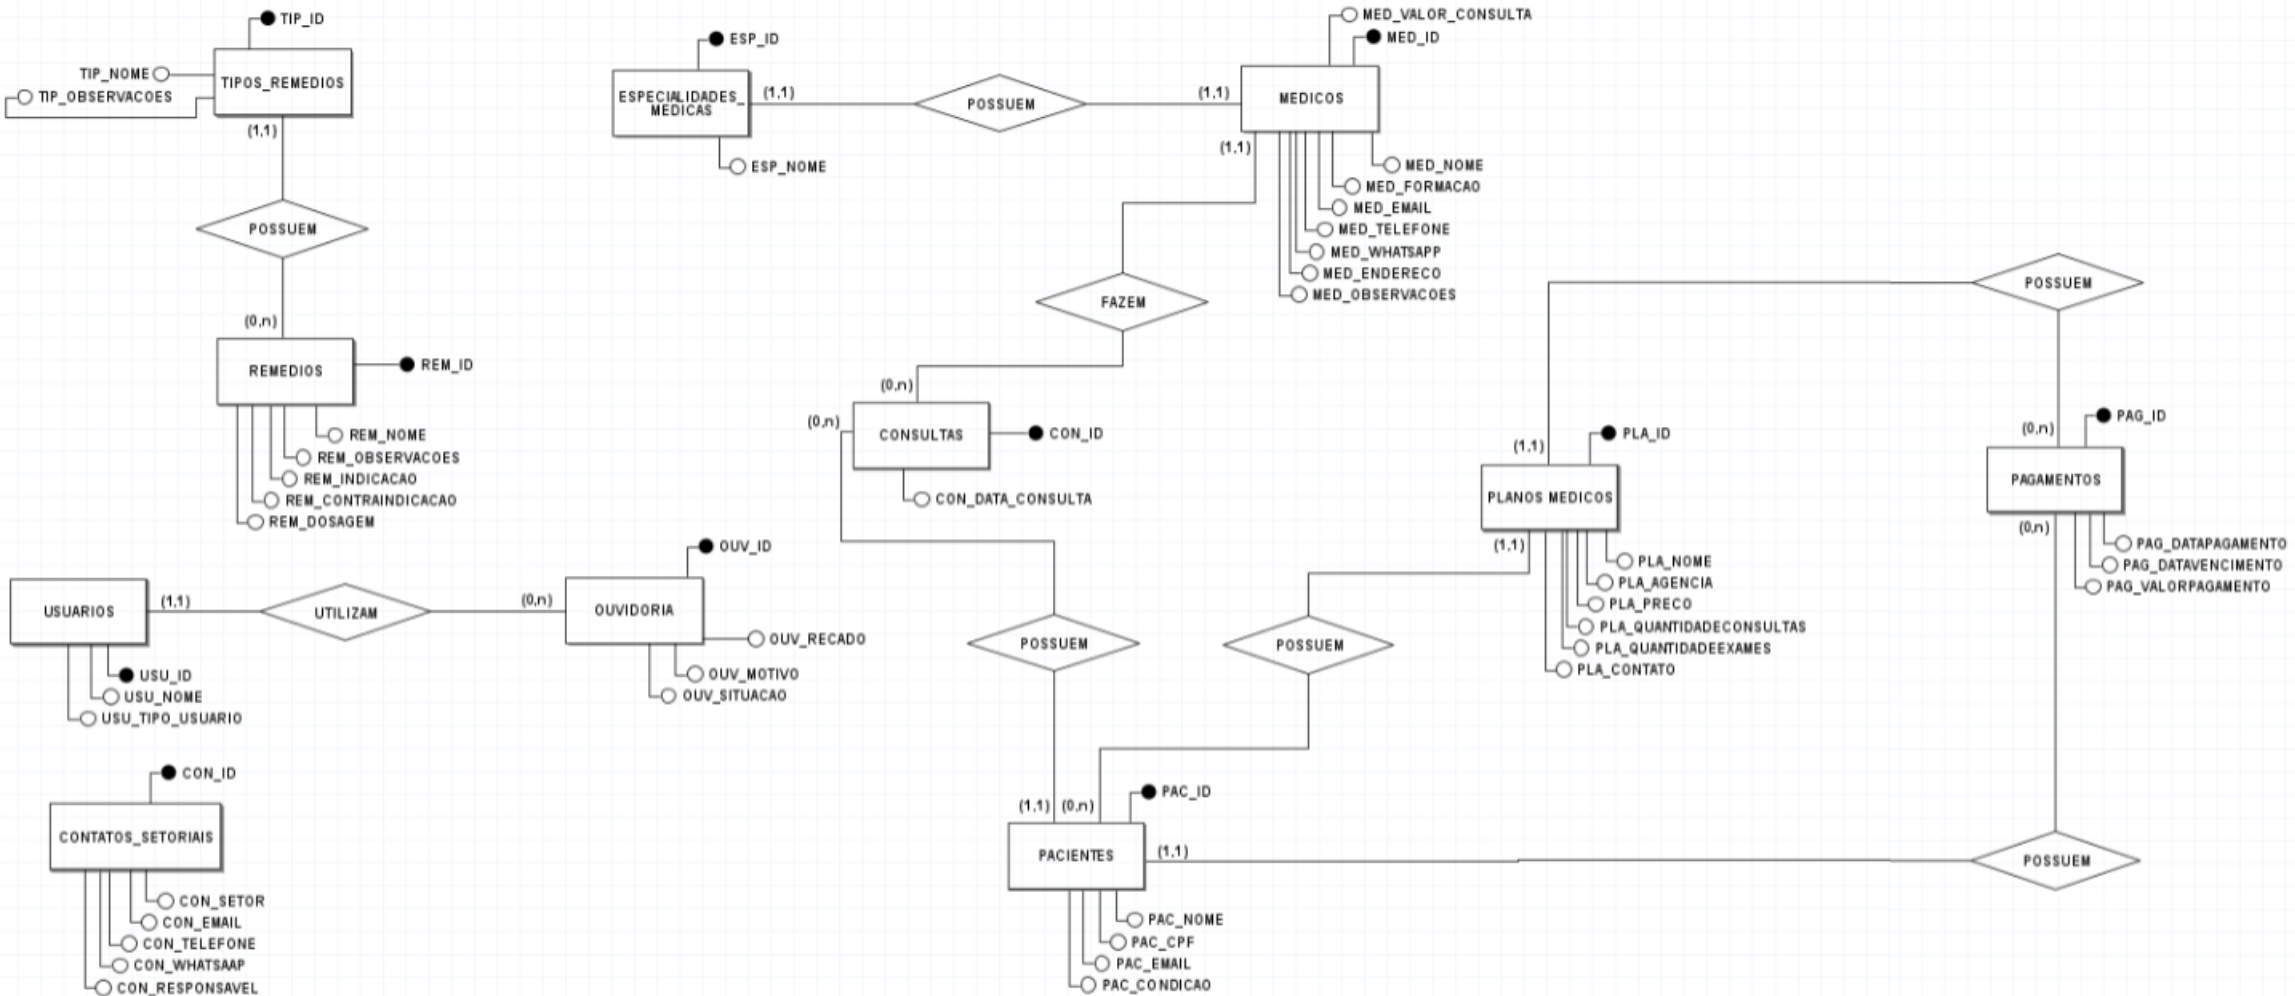 TIP_ID
TIP_NOME
TIP_OBSERVACOES
TIPOS_REMEDIOS
(1,1)
POSSUEM
(0,n)
REMEDIOS
REM_ID
REM_NOME
REM_OBSERVACOES
REM_INDICACAO
REM_CONTRAINDICACAO
REM_DOSAGEM
ESP_ID
ESPECIALIDADES_
MEDICAS
(1,1)
POSSUEM
(1,1)
ESP_NOME
MED_VALOR_CONSULTA
MED_ID
MEDICOS
(1,1)
MED_NOME
MED_FORMACAO
MED_EMAIL
MED_TELEFONE
MED_WHATSAPP
MED_ENDERECO
MED_OBSERVACOES
FAZEM
(0,n)
(0,n)
CONSULTAS
CON_ID
CON_DATA_CONSULTA
POSSUEM
(0,n)
PAG_ID
PAGAMENTOS
(0,n)
PAG_DATAPAGAMENTO
PAG_DATAVENCIMENTO
PAG_VALORPAGAMENTO
(1,1)
PLA_ID
PLANOS MEDICOS
(1,1)
PLA_NOME
PLA_AGENCIA
PLA_PRECO
PLA_QUANTIDADECONSULTAS
PLA_QUANTIDADEEXAMES
PLA_CONTATO
USUARIOS
(1,1)
UTILIZAM
(0,n)
OUV_ID
OUVIDORIA
OUV_RECADO
OUV_MOTIVO
OUV_SITUACAO
USU_ID
USU_NOME
USU_TIPO_USUARIO
POSSUEM
POSSUEM
CON_ID
CONTATOS_SETORIAIS
CON_SETOR
CON_EMAIL
CON_TELEFONE
CON_WHATSAAP
CON_RESPONSAVEL
(1,1)
(0,n)
PAC_ID
PACIENTES
(1,1)
POSSUEM
PAC_NOME
PAC_CPF
PAC_EMAIL
PAC_CONDICAO